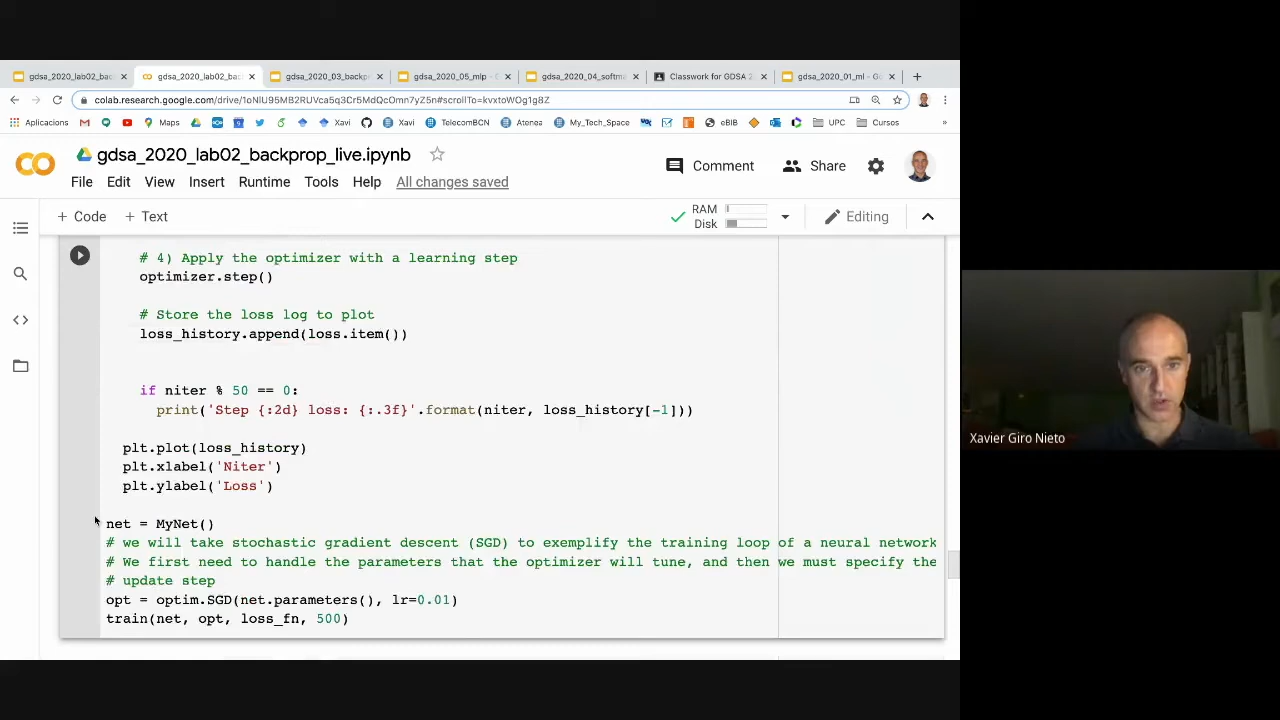 gdsa_2020_lab02_bac
gdsa_2020_lab02_bac
gdsa_2020_03_backpr
gdsa_2020_05_mlp - G
gdsa_2020_04_softma
Classwork for GDSA 2
gdsa_2020_01_ml - G
colab.research.google.com/drive/1oNlU95MB2RUVca5q3Cr5MdQcOmn7yZ5n#scrollTo=kvxtoWOg1g8Z
Aplicaciones
Maps
Xavi
Xavi
TelecomBCN
Atenea
My_Tech_Space
eBIB
UPC
Cursos
»
CO
gdsa_2020_lab02_backprop_live.ipynb
Comment
Share
File Edit View Insert Runtime Tools Help All changes saved
+ Code + Text
RAM
Disk
Editing
# 4) Apply the optimizer with a learning step
optimizer.step()
# Store the loss log to plot
loss_history.append(loss.item())
if niter % 50 == 0:
print('Step {:2d} loss: {:.3f}'.format(niter, loss_history[-1]))
plt.plot(loss_history)
plt.xlabel('Niter')
plt.ylabel('Loss')
net = MyNet()
# we will take stochastic gradient descent (SGD) to exemplify the training loop of a neural network
# We first need to handle the parameters that the optimizer will tune, and then we must specify the
# update step
opt = optim.SGD(net.parameters(), lr=0.01)
train(net, opt, loss_fn, 500)
Xavier Giro Nieto